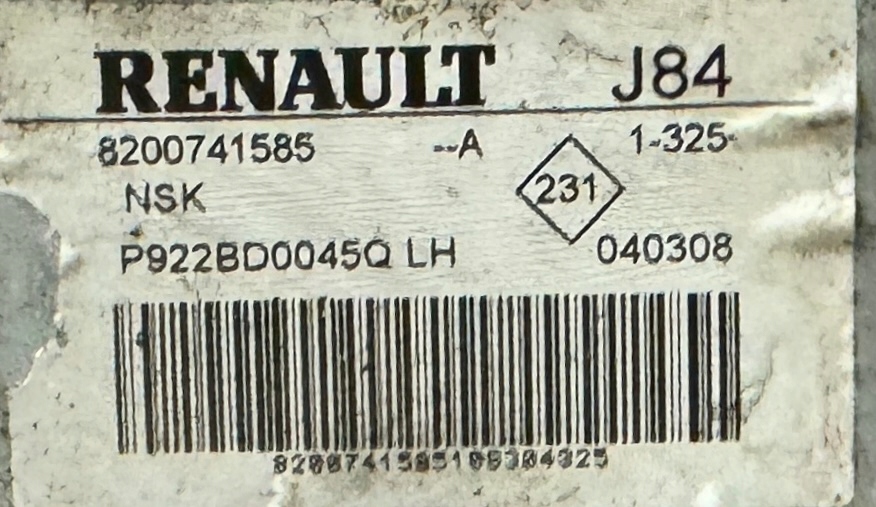 RENAULT J84
8200741585 --A 1-325-
NSK 231
P922BD0045Q LH 040308